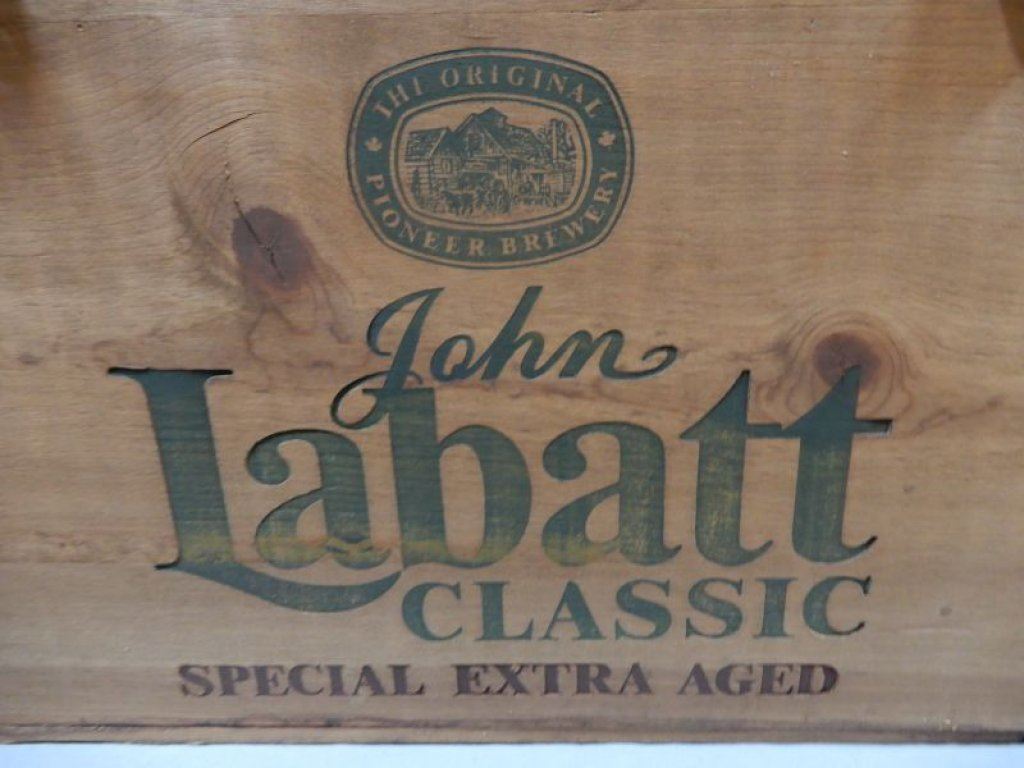 THE ORIGINAL
PIONEER BREWERY
John
Labatt
CLASSIC
SPECIAL EXTRA AGED